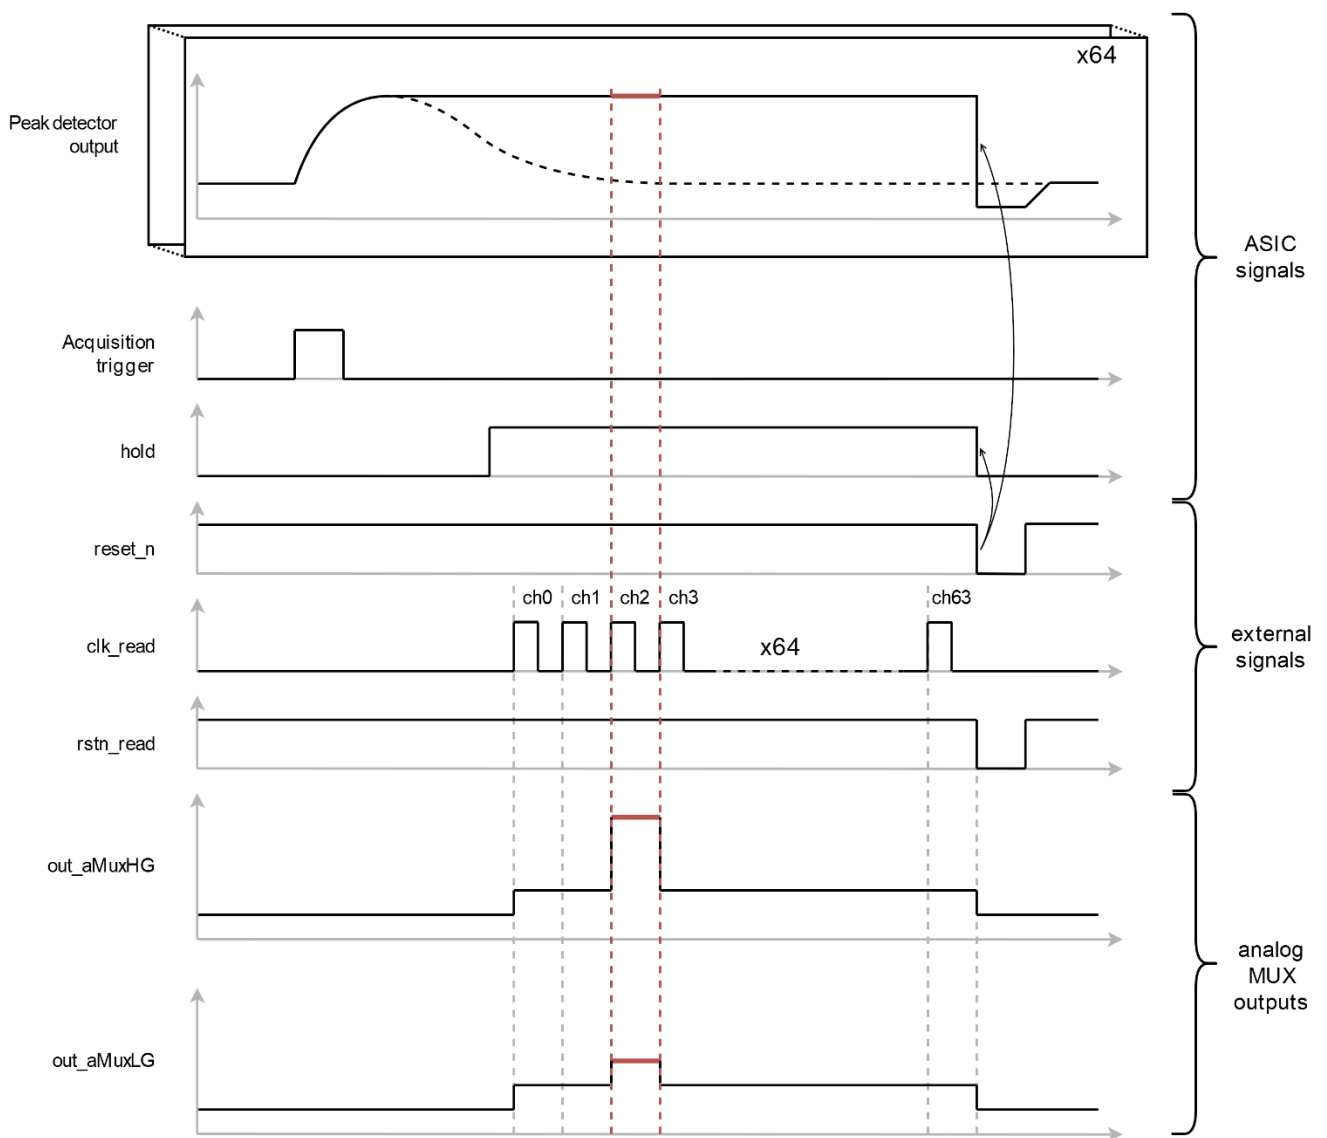 x64
Peak detector
output
ASIC
signals
Acquisition
trigger
hold
reset_n
ch0 ch1 ch2 ch3 ch63
clk_read
x64
external
signals
rstn_read
out_aMuxHG
analog
MUX
outputs
out_aMuxLG